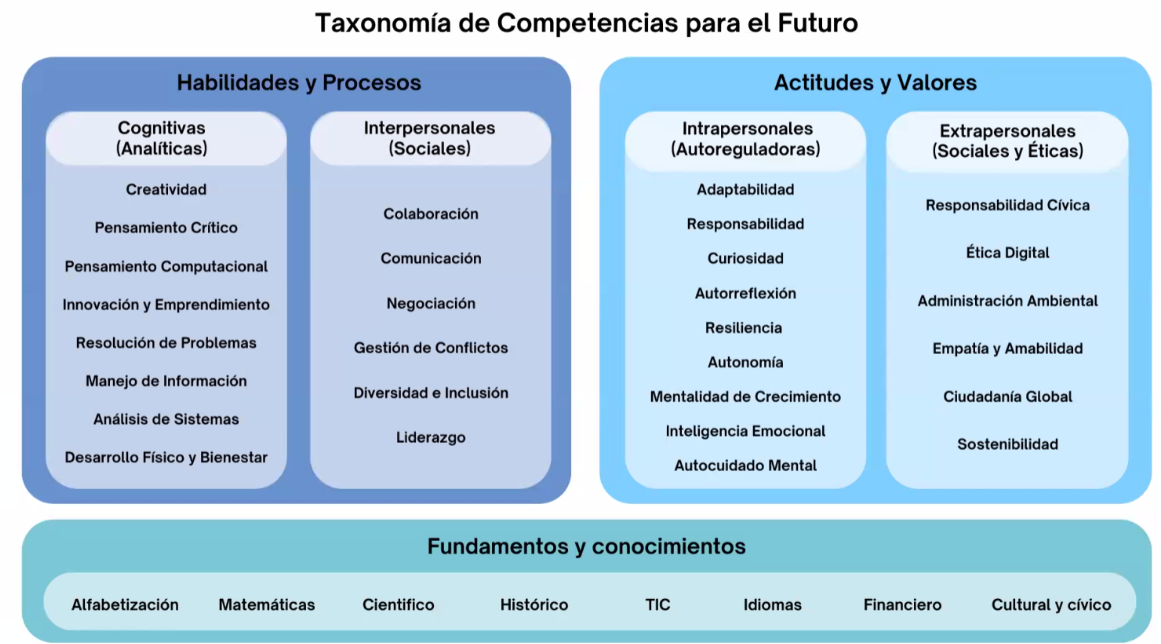 Taxonomía de Competencias para el Futuro
Habilidades y Procesos
Cognitivas
(Analíticas)
Creatividad
Pensamiento Crítico
Pensamiento Computacional
Innovación y Emprendimiento
Resolución de Problemas
Manejo de Información
Análisis de Sistemas
Desarrollo Físico y Bienestar
Interpersonales
(Sociales)
Colaboración
Comunicación
Negociación
Gestión de Conflictos
Diversidad e Inclusión
Liderazgo
Actitudes y Valores
Intrapersonales
(Autoreguladoras)
Adaptabilidad
Responsabilidad
Curiosidad
Autorreflexión
Resiliencia
Autonomía
Mentalidad de Crecimiento
Inteligencia Emocional
Autocuidado Mental
Extrapersonales
(Sociales y Éticas)
Responsabilidad Cívica
Ética Digital
Administración Ambiental
Empatía y Amabilidad
Ciudadanía Global
Sostenibilidad
Fundamentos y conocimientos
Alfabetización Matemáticas Cientifico Histórico TIC Idiomas Financiero Cultural y cívico